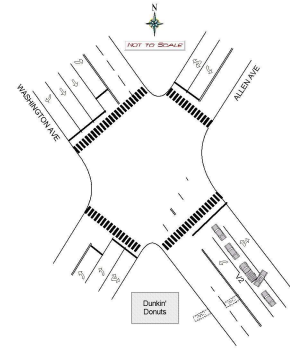 N
NOT TO SCALE
WASHINGTON AVE
ALLEN AVE
V2
Dunkin'
Donuts